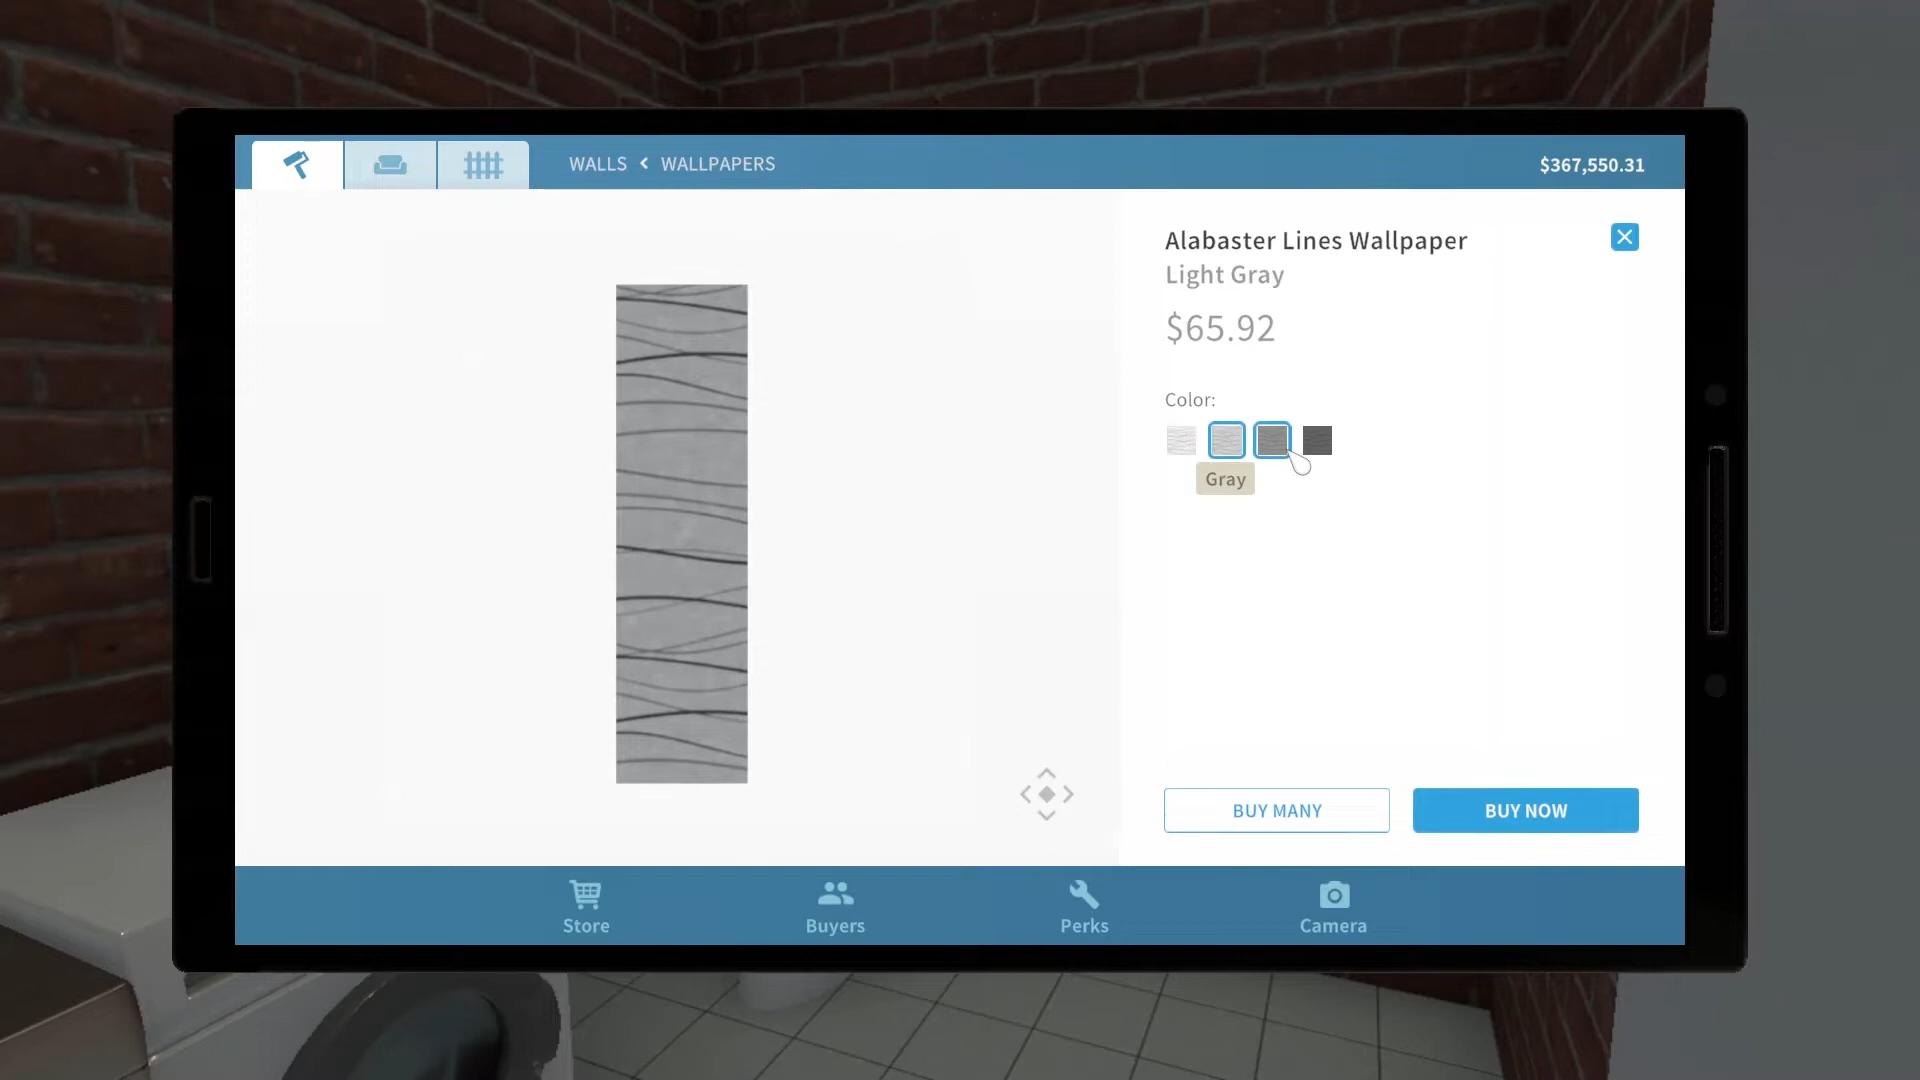 WALLS < WALLPAPERS
$367,550.31
Alabaster Lines Wallpaper
Light Gray
$65.92
Color:
Gray
BUY MANY
BUY NOW
Store
Buyers
Perks
Camera